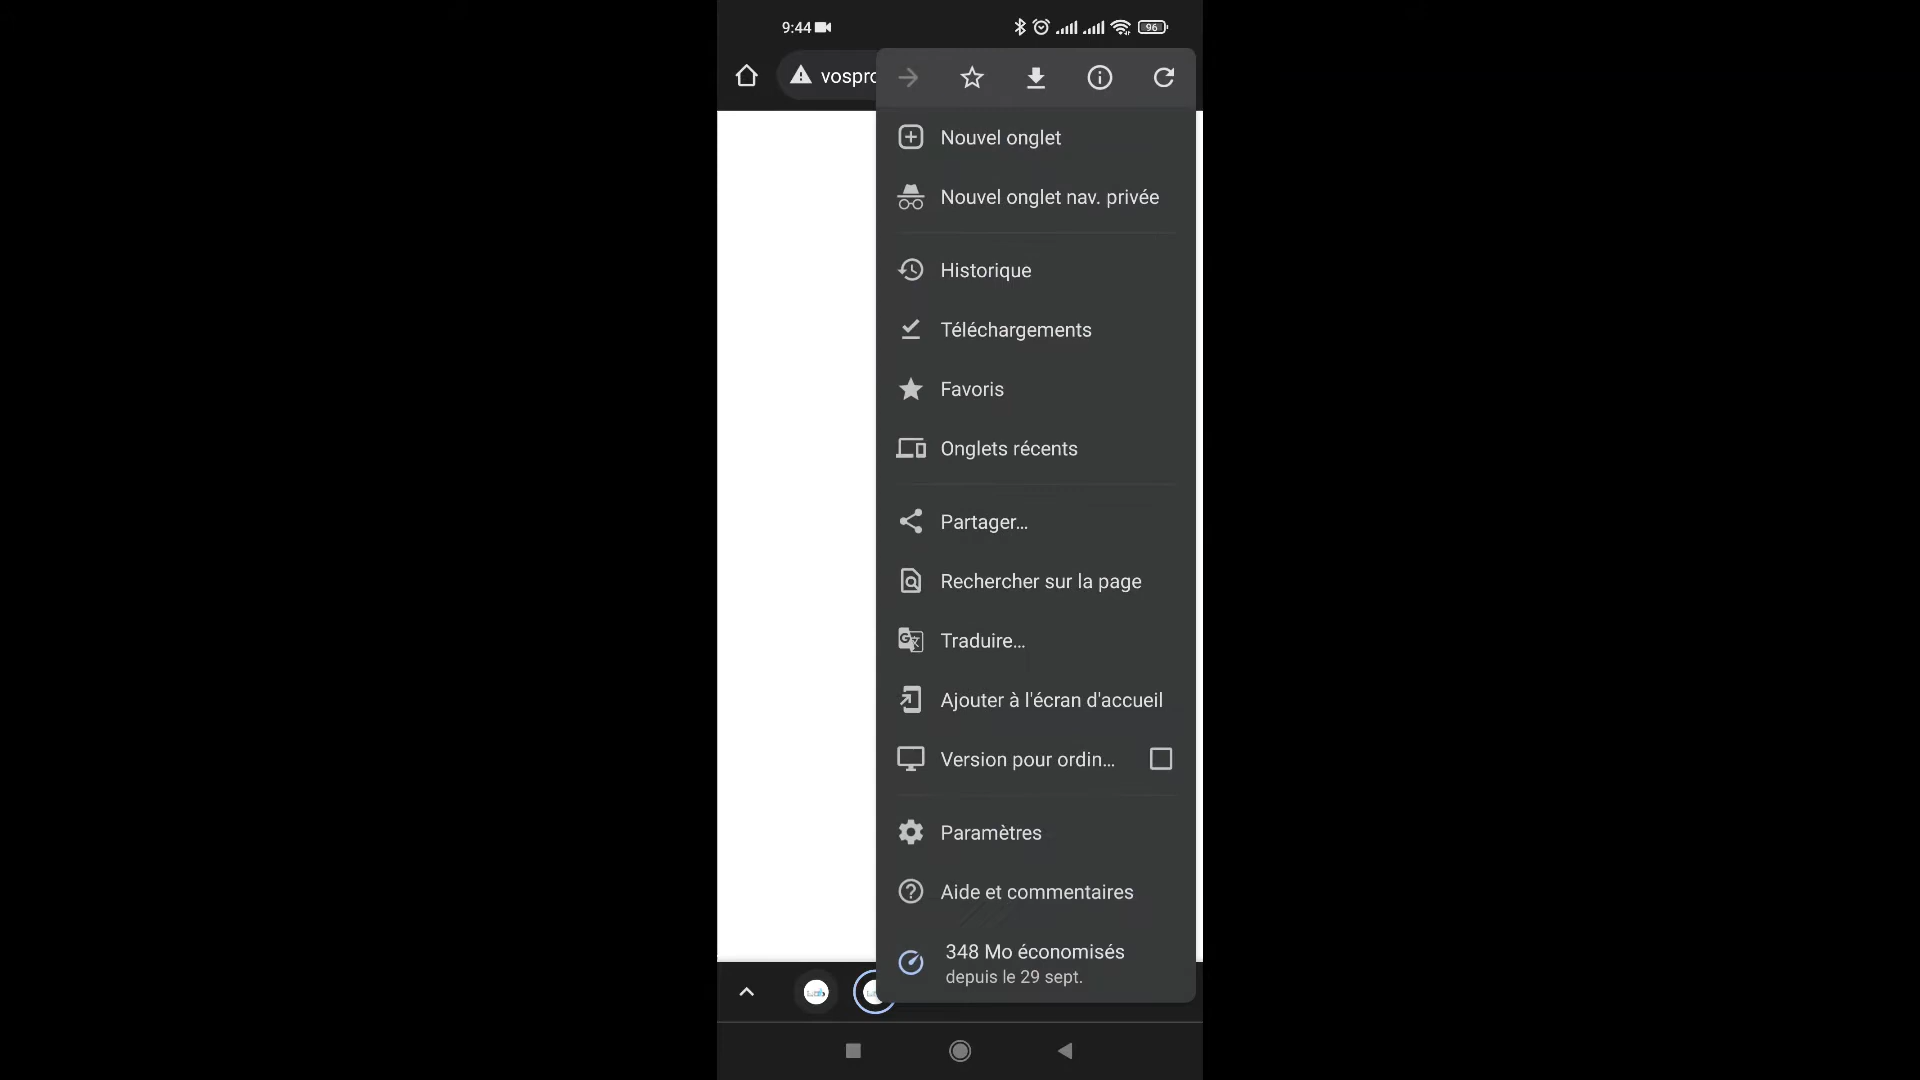 9:44
96
vospro
Nouvel onglet
Nouvel onglet nav. privée
Historique
Téléchargements
Favoris
Onglets récents
Partager...
Rechercher sur la page
Traduire...
Ajouter à l'écran d'accueil
Version pour ordin...
Paramètres
Aide et commentaires
348 Mo économisés
depuis le 29 sept.